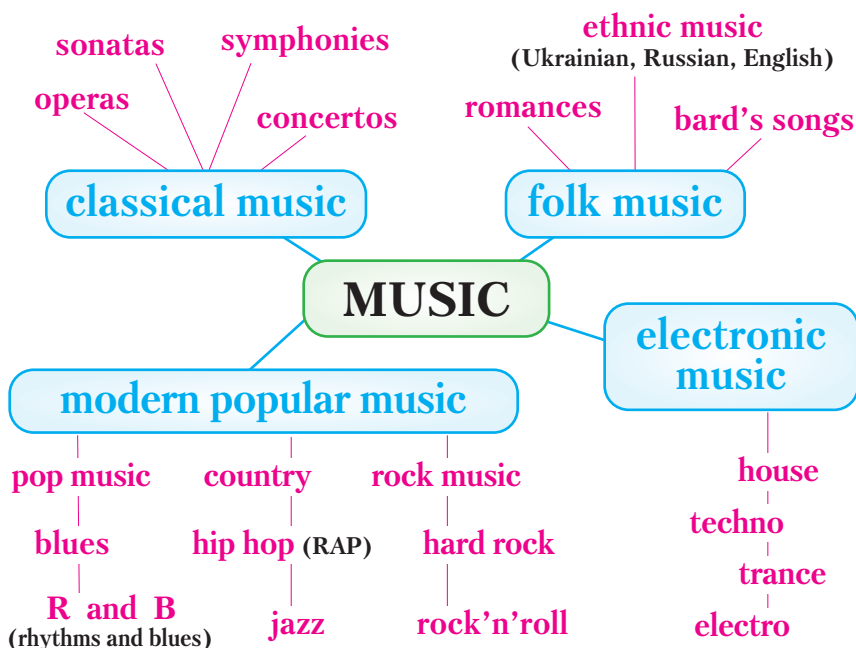 sonatas
symphonies
operas
concertos
classical music
ethnic music
(Ukrainian, Russian, English)
romances
bard’s songs
folk music
MUSIC
electronic
music
house
techno
trance
electro
modern popular music
pop music
blues
R and B
(rhythms and blues)
country
hip hop (RAP)
jazz
rock music
hard rock
rock’n’roll